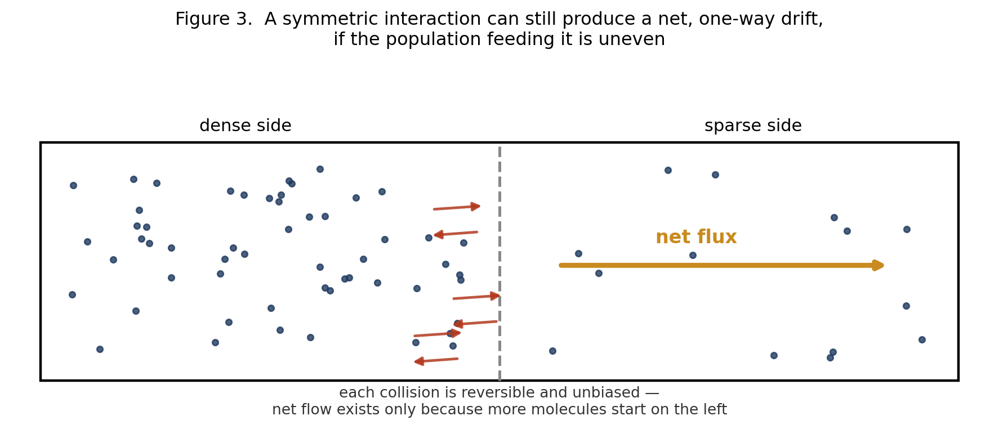 Figure 3.  A symmetric interaction can still produce a net, one-way drift,
if the population feeding it is uneven
dense side
sparse side
net flux
each collision is reversible and unbiased —
net flow exists only because more molecules start on the left